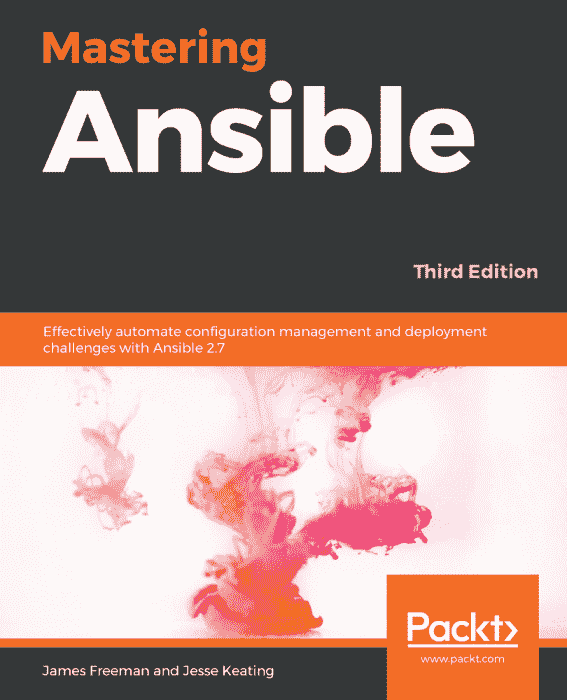 Mastering
Ansible
Third Edition
Effectively automate configuration management and deployment
challenges with Ansible 2.7
Packt>
www.packt.com
James Freeman and Jesse Keating